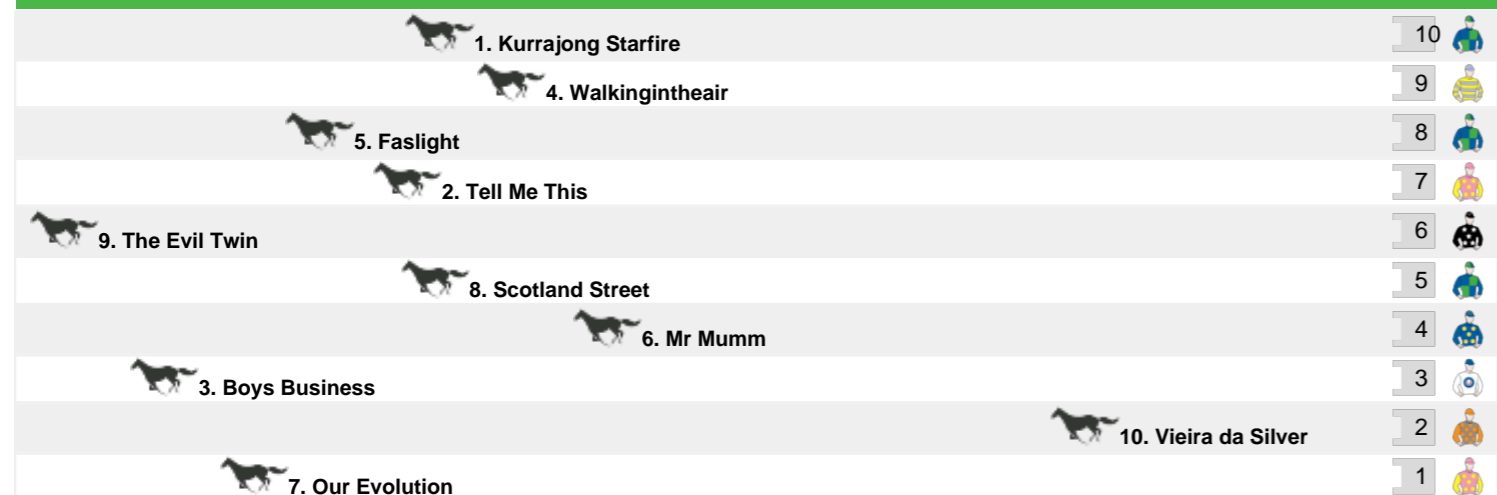 1. Kurrajong Starfire 10
4. Walkingintheair 9
5. Faslight 8
2. Tell Me This 7
9. The Evil Twin 6
8. Scotland Street 5
6. Mr Mumm 4
3. Boys Business 3
10. Vieira da Silver 2
7. Our Evolution 1